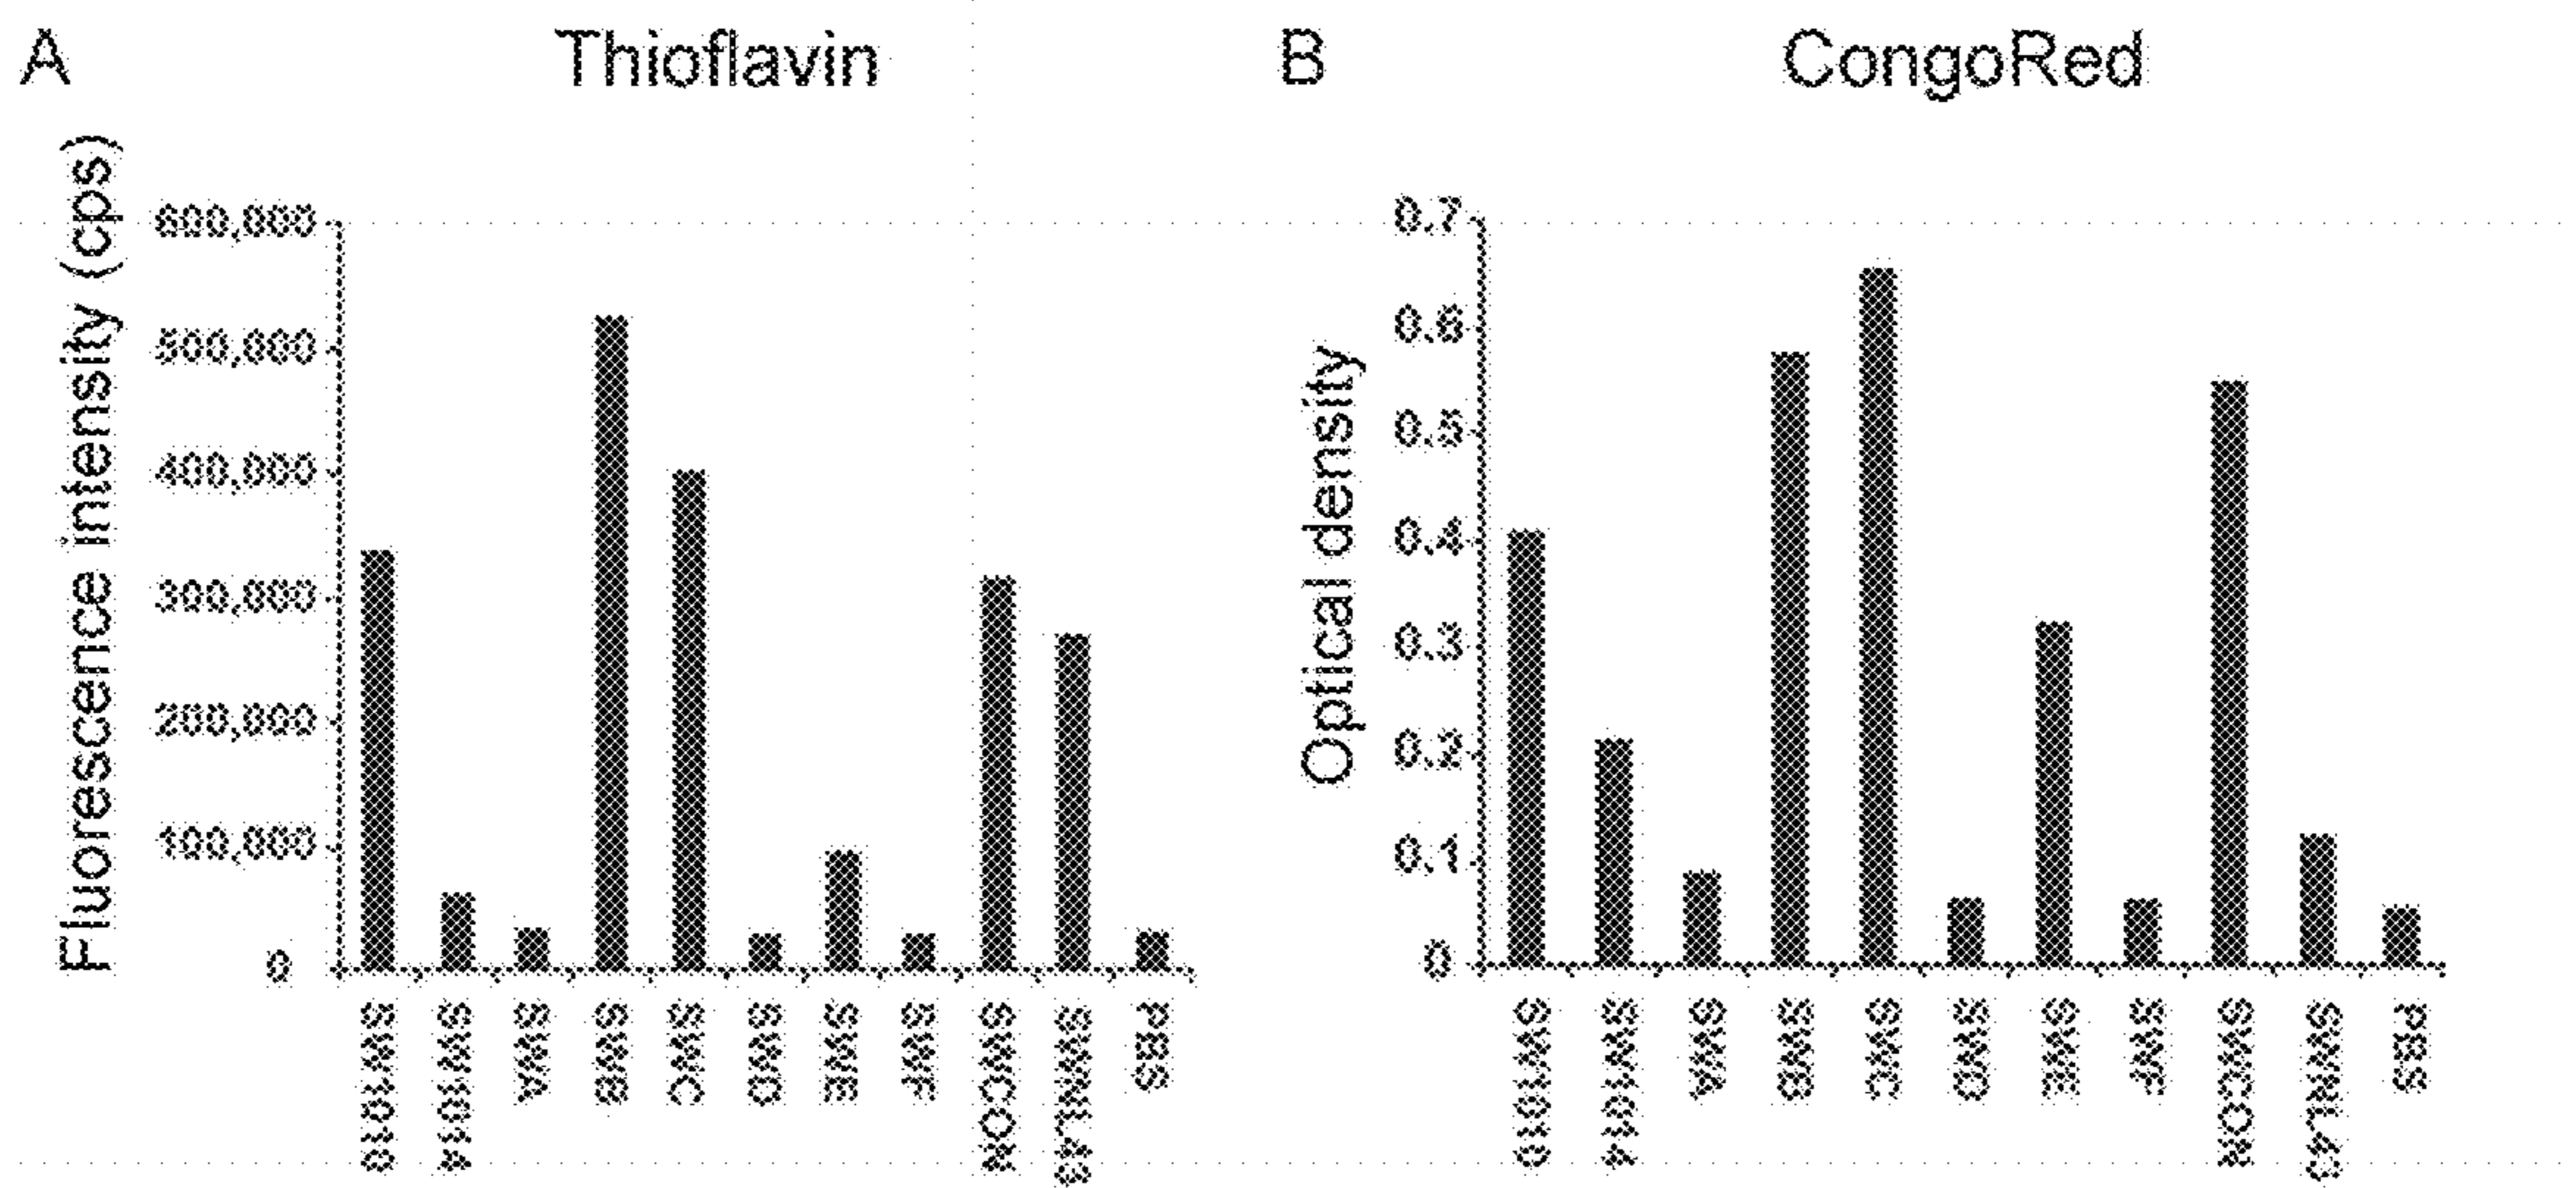 A
Thioflavin
Fluorescence intensity (cps)
600,000
500,000
400,000
300,000
200,000
100,000
0
SW1010
SW1014
SWA
SWB
SWC
SWD
SWE
SWF
SWCON
SWNL43
PBS
B
CongoRed
Optical density
0.7
0.6
0.5
0.4
0.3
0.2
0.1
0
SW1010
SW1014
SWA
SWB
SWC
SWD
SWE
SWF
SWCON
SWNL43
PBS